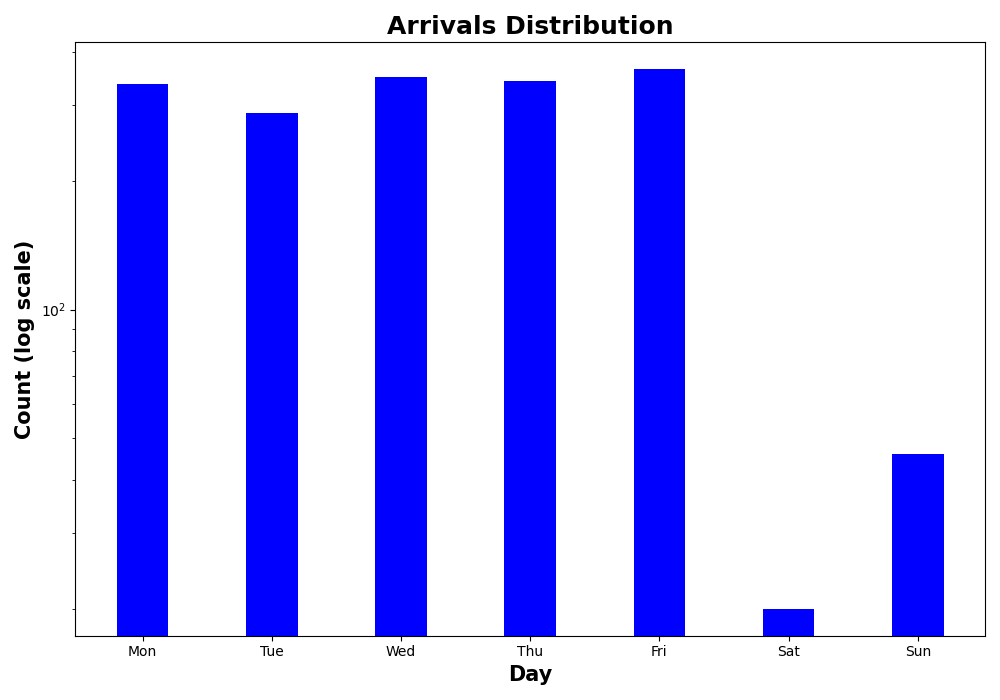 Arrivals Distribution
Count (log scale)
10²
Mon Tue Wed Thu Fri Sat Sun
Day